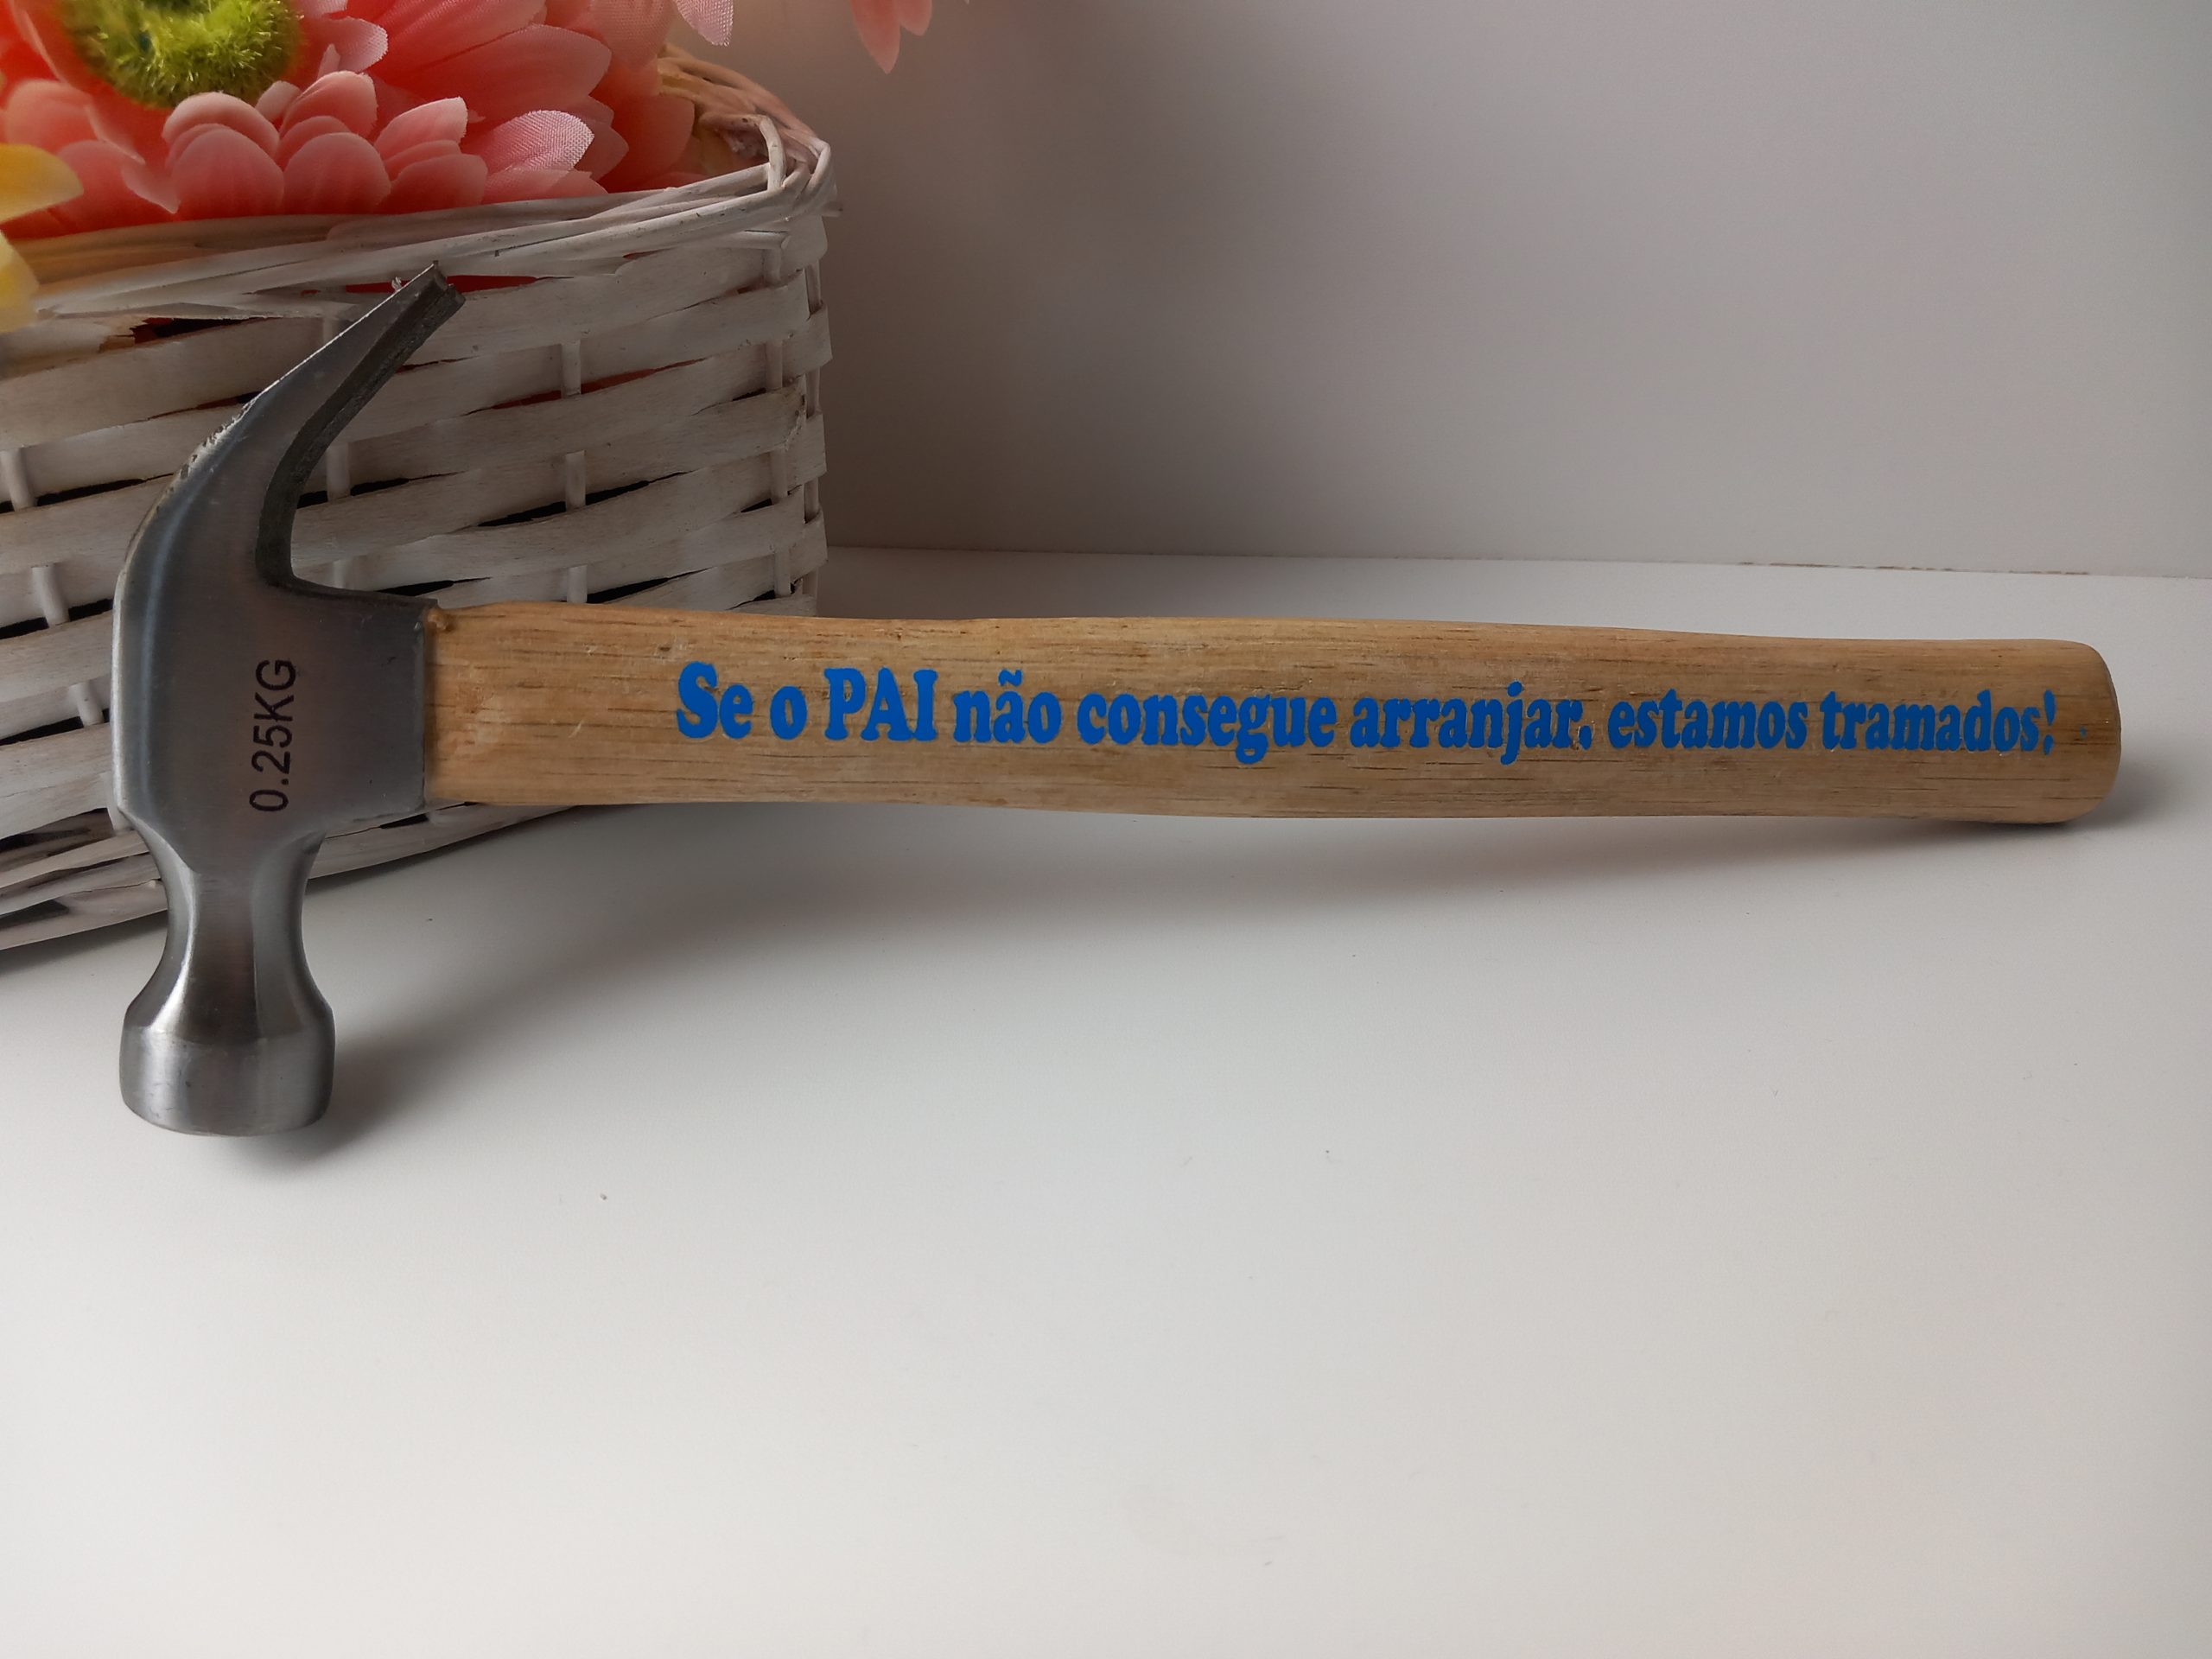 0.25KG
Se o PAI não consegue arranjar, estamos tramados!